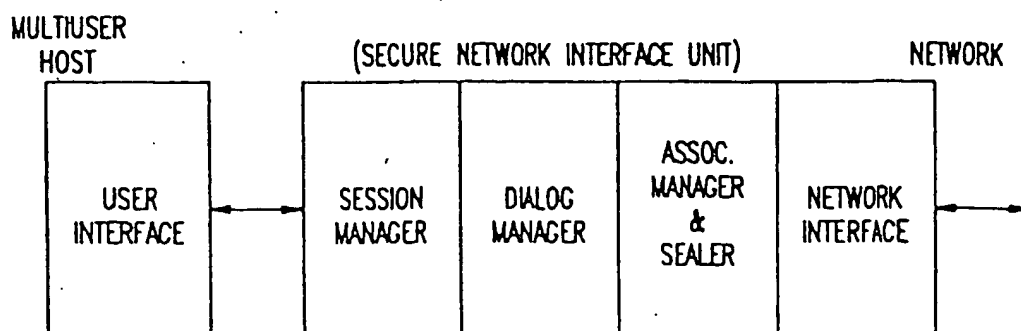 MULTIUSER
HOST
(SECURE NETWORK INTERFACE UNIT)
NETWORK
USER
INTERFACE
SESSION
MANAGER
DIALOG
MANAGER
ASSOC.
MANAGER
&
SEALER
NETWORK
INTERFACE